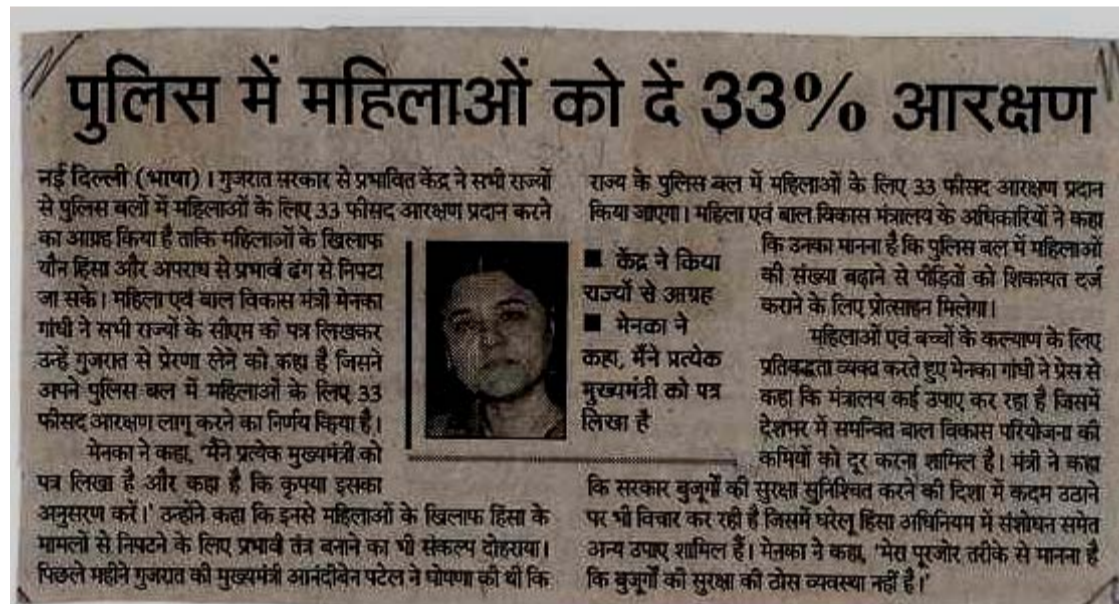 पुलिस में महिलाओं को दें 33% आरक्षण
नई दिल्ली (भाषा)। गुजरात सरकार से प्रभावित केंद्र ने सभी राज्यों
से पुलिस बलों में महिलाओं के लिए 33 फीसद आरक्षण प्रदान करने
का आग्रह किया है ताकि महिलाओं के खिलाफ
यौन हिंसा और अपराध से प्रभावी ढंग से निपटा
जा सके। महिला एवं बाल विकास मंत्री मेनका
गांधी ने सभी राज्यों के सीएम को पत्र लिखकर
उन्हें गुजरात से प्रेरणा लेने को कहा है जिसने
अपने पुलिस बल में महिलाओं के लिए 33
फीसद आरक्षण लागू करने का निर्णय किया है।
मेनका ने कहा, 'मैंने प्रत्येक मुख्यमंत्री को
पत्र लिखा है और कहा है कि कृपया इसका
अनुसरण करें।' उन्होंने कहा कि इनसे महिलाओं के खिलाफ हिंसा के
मामलों से निपटने के लिए प्रभावी तंत्र बनाने का भी संकल्प दोहराया।
पिछले महीने गुजरात की मुख्यमंत्री आनंदीबेन पटेल ने घोषणा की थी कि
■ केंद्र ने किया
राज्यों से आग्रह
■ मेनका ने
कहा, मैंने प्रत्येक
मुख्यमंत्री को पत्र
लिखा है
राज्य के पुलिस बल में महिलाओं के लिए 33 फीसद आरक्षण प्रदान
किया जाएगा। महिला एवं बाल विकास मंत्रालय के अधिकारियों ने कहा
कि उनका मानना है कि पुलिस बल में महिलाओं
की संख्या बढ़ाने से पीड़ितों को शिकायत दर्ज
कराने के लिए प्रोत्साहन मिलेगा।
महिलाओं एवं बच्चों के कल्याण के लिए
प्रतिबद्धता व्यक्त करते हुए मेनका गांधी ने प्रेस से
कहा कि मंत्रालय कई उपाए कर रहा है जिसमें
देशभर में समन्वित बाल विकास परियोजना की
कमियों को दूर करना शामिल है। मंत्री ने कहा
कि सरकार बुजुर्गों की सुरक्षा सुनिश्चित करने की दिशा में कदम उठाने
पर भी विचार कर रही है जिसमें घरेलू हिंसा अधिनियम में संशोधन समेत
अन्य उपाए शामिल हैं। मेनका ने कहा, 'मेरा पूरजोर तरीके से मानना है
कि बुजुर्गों की सुरक्षा की ठोस व्यवस्था नहीं है।'